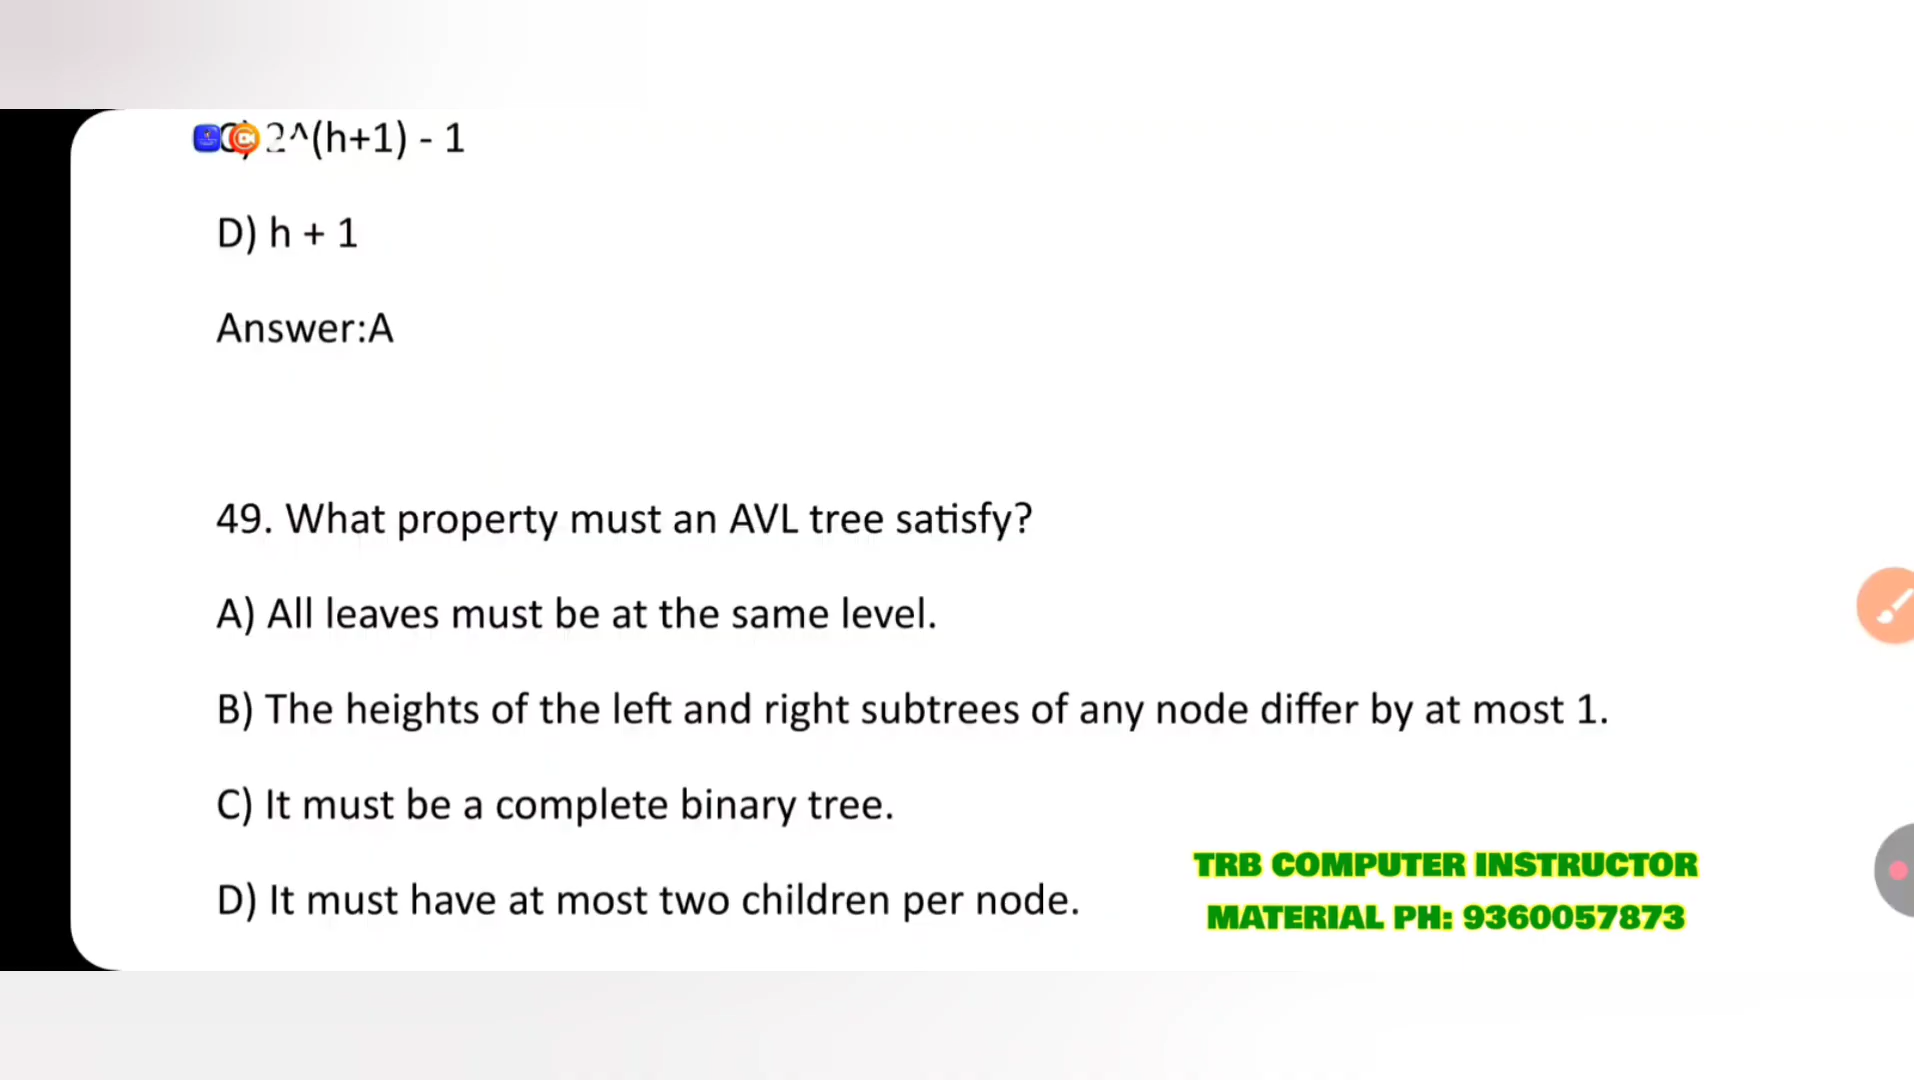 C) 2^(h+1) - 1
D) h + 1
Answer:A
49. What property must an AVL tree satisfy?
A) All leaves must be at the same level.
B) The heights of the left and right subtrees of any node differ by at most 1.
C) It must be a complete binary tree.
D) It must have at most two children per node.
TRB COMPUTER INSTRUCTOR
MATERIAL PH: 9360057873